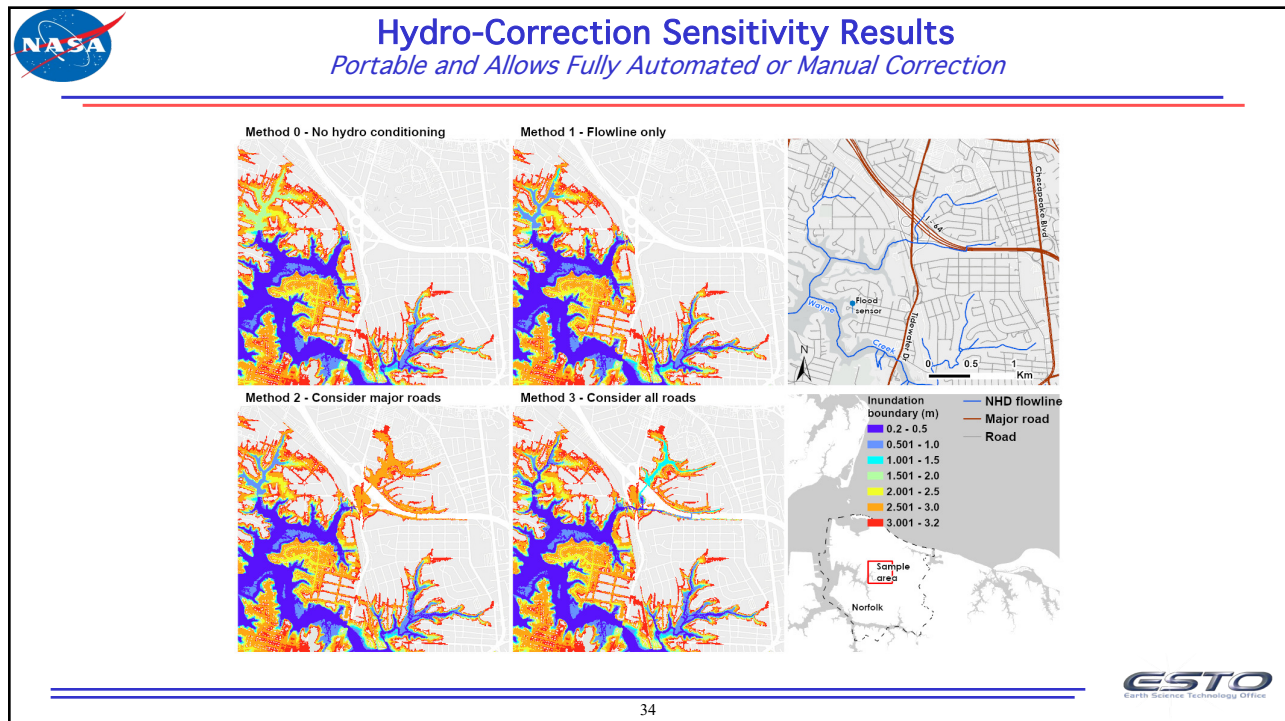 NASA
Hydro-Correction Sensitivity Results
Portable and Allows Fully Automated or Manual Correction
Method 0 - No hydro conditioning
Method 1 - Flowline only
I - 64
Chesapeake Blvd
Flood
sensor
Wayne
Creek
Tidewater Dr
N
0 0.5 1
Km
Method 2 - Consider major roads
Method 3 - Consider all roads
Inundation
boundary (m)
0.2 - 0.5
0.501 - 1.0
1.001 - 1.5
1.501 - 2.0
2.001 - 2.5
2.501 - 3.0
3.001 - 3.2
NHD flowline
Major road
Road
Sample
area
Norfolk
ESTO
Earth Science Technology Office
34